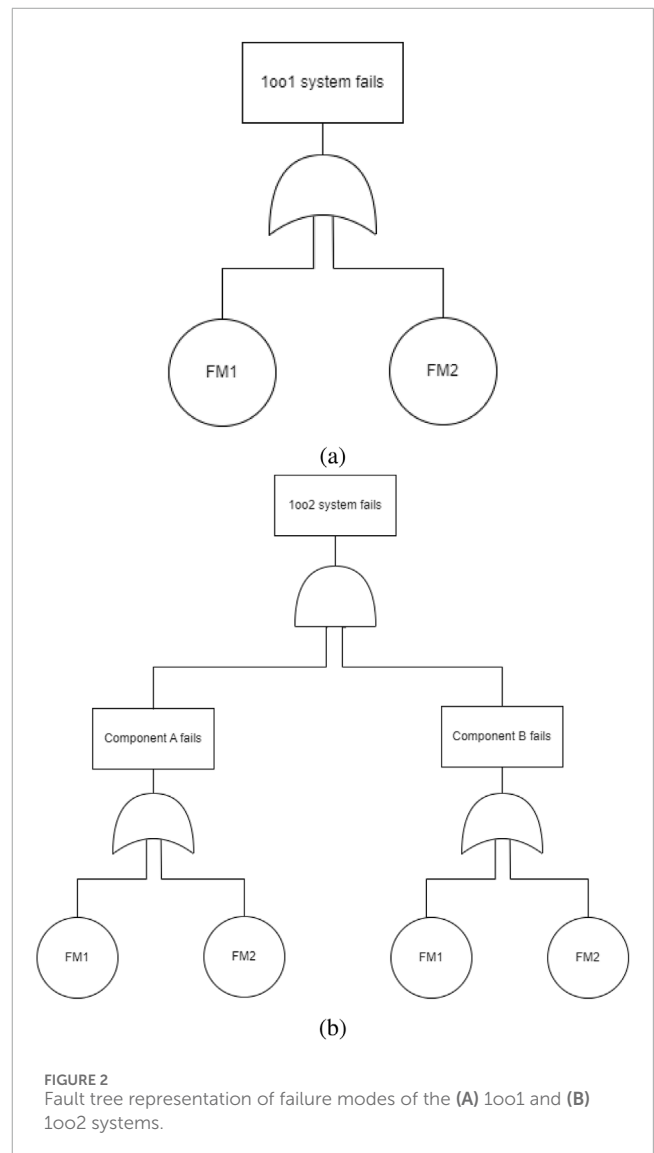 1oo1 system fails
FM1
FM2
(a)
1oo2 system fails
Component A fails
Component B fails
FM1
FM2
FM1
FM2
(b)
FIGURE 2
Fault tree representation of failure modes of the (A) 1oo1 and (B)
1oo2 systems.